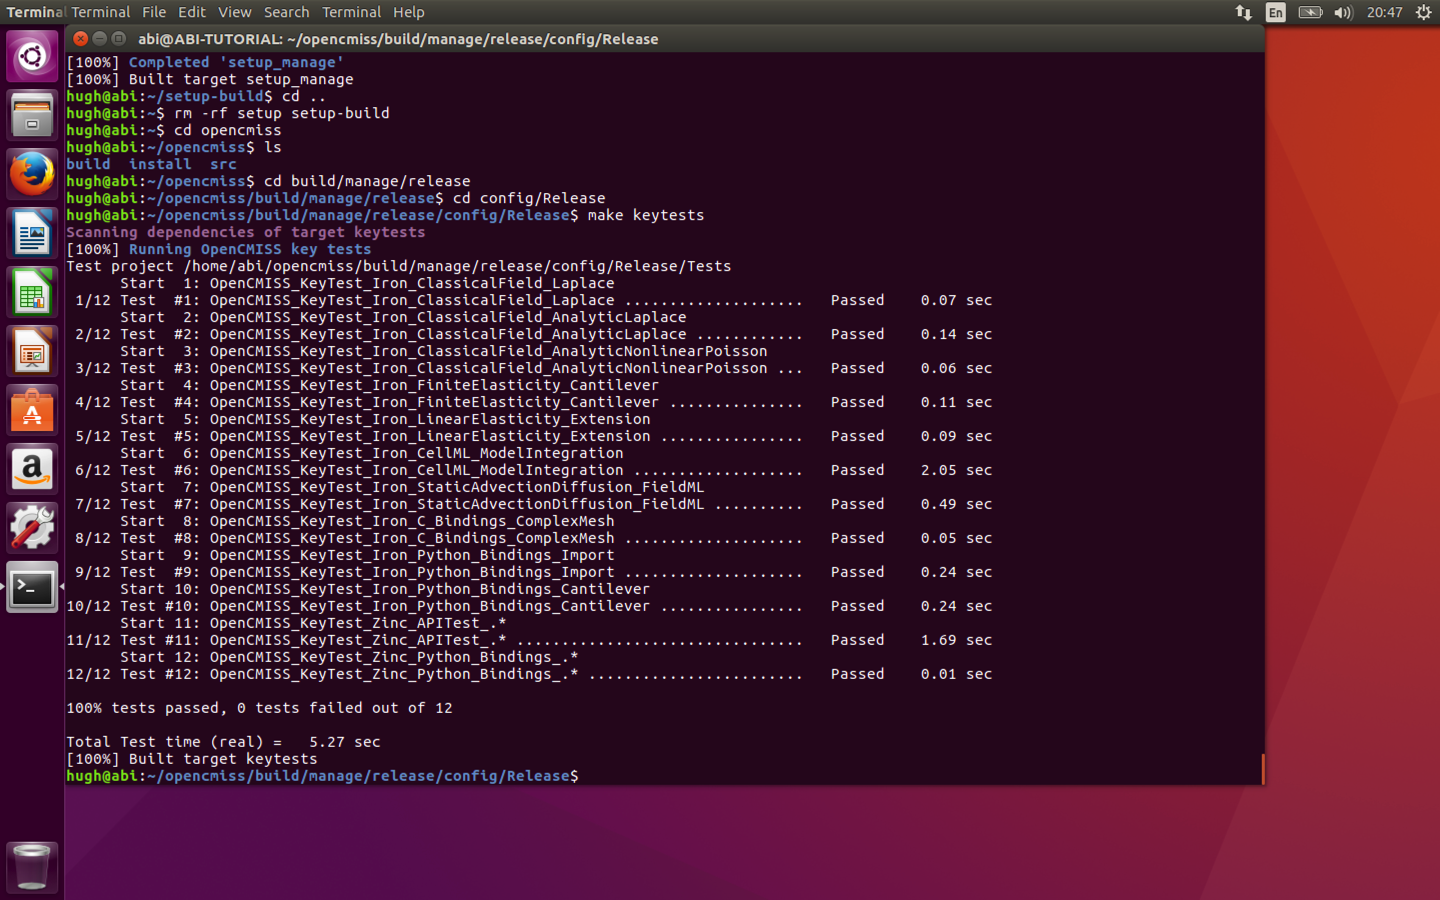 Terminal Terminal File Edit View Search Terminal Help En 20:47
abi@ABI-TUTORIAL: ~/opencmiss/build/manage/release/config/Release
[100%] Completed 'setup_manage'
[100%] Built target setup_manage
hugh@abi:~/setup-build$ cd ..
hugh@abi:~$ rm -rf setup setup-build
hugh@abi:~$ cd opencmiss
hugh@abi:~/opencmiss$ ls
build  install  src
hugh@abi:~/opencmiss$ cd build/manage/release
hugh@abi:~/opencmiss/build/manage/release$ cd config/Release
hugh@abi:~/opencmiss/build/manage/release/config/Release$ make keytests
Scanning dependencies of target keytests
[100%] Running OpenCMISS key tests
Test project /home/abi/opencmiss/build/manage/release/config/Release/Tests
      Start  1: OpenCMISS_KeyTest_Iron_ClassicalField_Laplace
 1/12 Test  #1: OpenCMISS_KeyTest_Iron_ClassicalField_Laplace ....................   Passed    0.07 sec
      Start  2: OpenCMISS_KeyTest_Iron_ClassicalField_AnalyticLaplace
 2/12 Test  #2: OpenCMISS_KeyTest_Iron_ClassicalField_AnalyticLaplace ............   Passed    0.14 sec
      Start  3: OpenCMISS_KeyTest_Iron_ClassicalField_AnalyticNonlinearPoisson
 3/12 Test  #3: OpenCMISS_KeyTest_Iron_ClassicalField_AnalyticNonlinearPoisson ...   Passed    0.06 sec
      Start  4: OpenCMISS_KeyTest_Iron_FiniteElasticity_Cantilever
 4/12 Test  #4: OpenCMISS_KeyTest_Iron_FiniteElasticity_Cantilever ...............   Passed    0.11 sec
      Start  5: OpenCMISS_KeyTest_Iron_LinearElasticity_Extension
 5/12 Test  #5: OpenCMISS_KeyTest_Iron_LinearElasticity_Extension ................   Passed    0.09 sec
      Start  6: OpenCMISS_KeyTest_Iron_CellML_ModelIntegration
 6/12 Test  #6: OpenCMISS_KeyTest_Iron_CellML_ModelIntegration ...................   Passed    2.05 sec
      Start  7: OpenCMISS_KeyTest_Iron_StaticAdvectionDiffusion_FieldML
 7/12 Test  #7: OpenCMISS_KeyTest_Iron_StaticAdvectionDiffusion_FieldML ..........   Passed    0.49 sec
      Start  8: OpenCMISS_KeyTest_Iron_C_Bindings_ComplexMesh
 8/12 Test  #8: OpenCMISS_KeyTest_Iron_C_Bindings_ComplexMesh ....................   Passed    0.05 sec
      Start  9: OpenCMISS_KeyTest_Iron_Python_Bindings_Import
 9/12 Test  #9: OpenCMISS_KeyTest_Iron_Python_Bindings_Import ....................   Passed    0.24 sec
      Start 10: OpenCMISS_KeyTest_Iron_Python_Bindings_Cantilever
10/12 Test #10: OpenCMISS_KeyTest_Iron_Python_Bindings_Cantilever ................   Passed    0.24 sec
      Start 11: OpenCMISS_KeyTest_Zinc_APITest_.*
11/12 Test #11: OpenCMISS_KeyTest_Zinc_APITest_.* ................................   Passed    1.69 sec
      Start 12: OpenCMISS_KeyTest_Zinc_Python_Bindings_.*
12/12 Test #12: OpenCMISS_KeyTest_Zinc_Python_Bindings_.* ........................   Passed    0.01 sec
100% tests passed, 0 tests failed out of 12
Total Test time (real) =   5.27 sec
[100%] Built target keytests
hugh@abi:~/opencmiss/build/manage/release/config/Release$